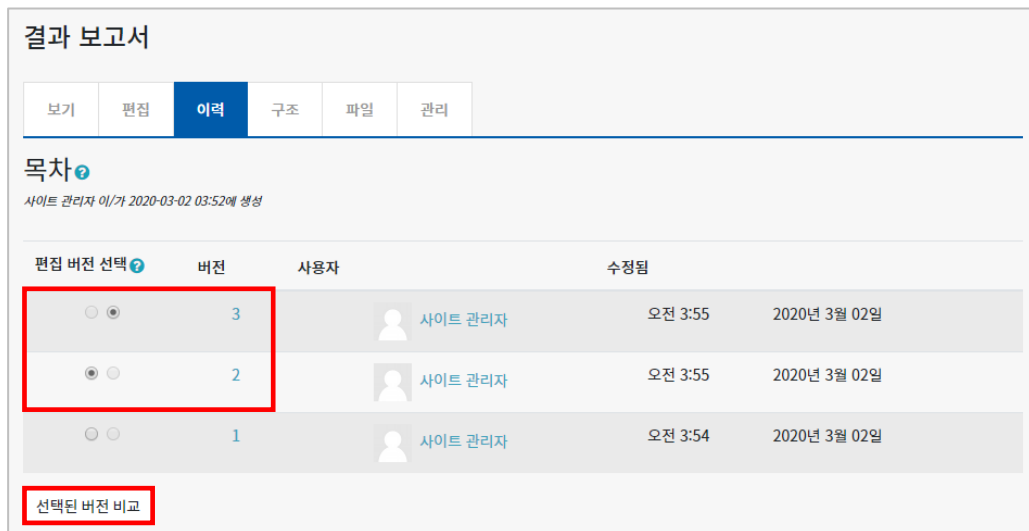 결과 보고서
보기 편집 이력 구조 파일 관리
목차
사이트 관리자 이/가 2020-03-02 03:52에 생성
편집 버전 선택 버전 사용자 수정됨
3 사이트 관리자 오전 3:55 2020년 3월 02일
2 사이트 관리자 오전 3:55 2020년 3월 02일
1 사이트 관리자 오전 3:54 2020년 3월 02일
선택된 버전 비교